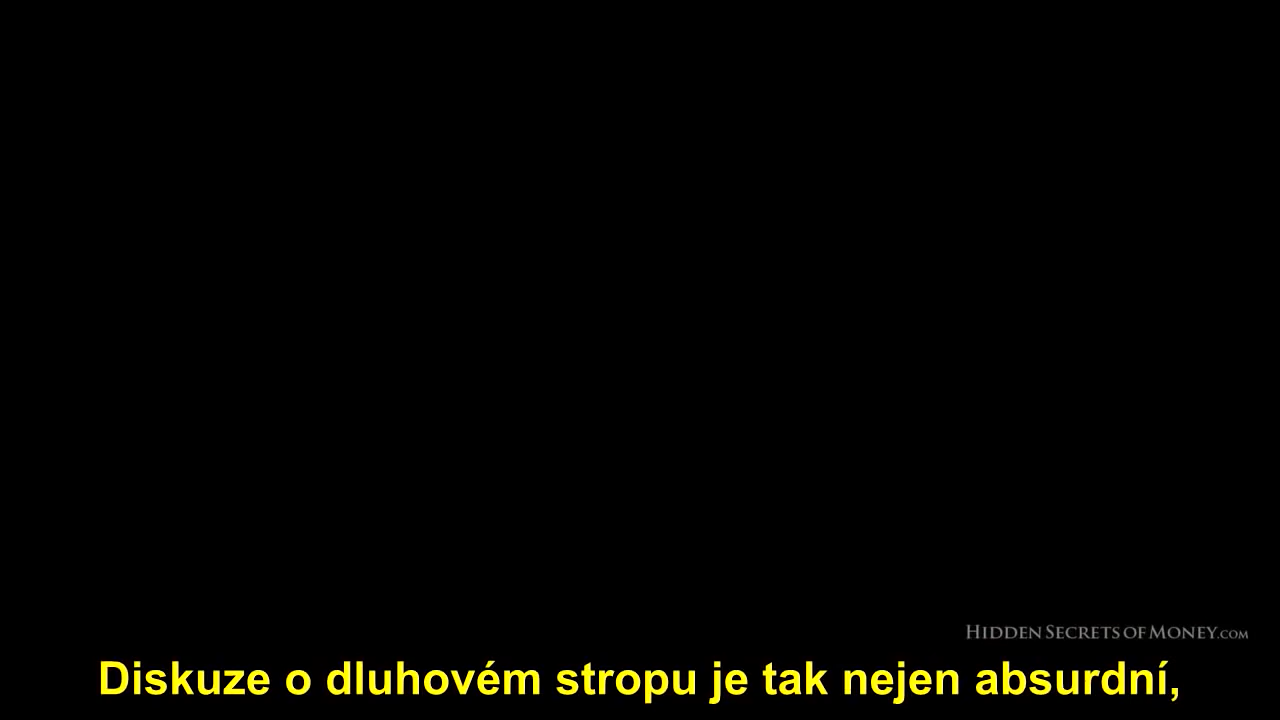 HIDDEN SECRETS OF MONEY.COM
Diskuze o dluhovém stropu je tak nejen absurdní,